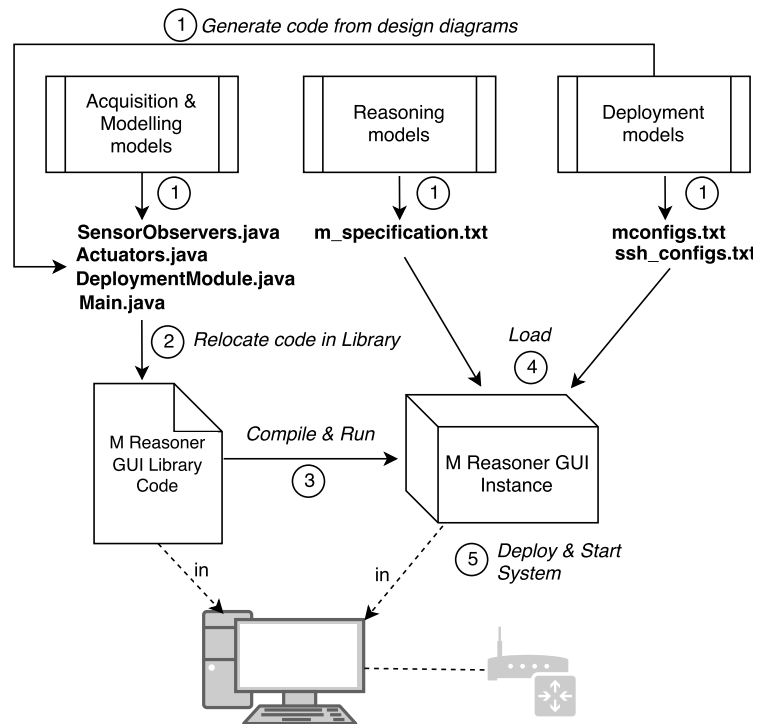 1 Generate code from design diagrams
Acquisition &
Modelling
models
Reasoning
models
Deployment
models
1
1
1
SensorObservers.java
Actuators.java
DeploymentModule.java
Main.java
m_specification.txt
mconfigs.txt
ssh_configs.txt
2 Relocate code in Library
Load
4
M Reasoner
GUI Library
Code
Compile & Run
3
M Reasoner GUI
Instance
5 Deploy & Start
System
in
in